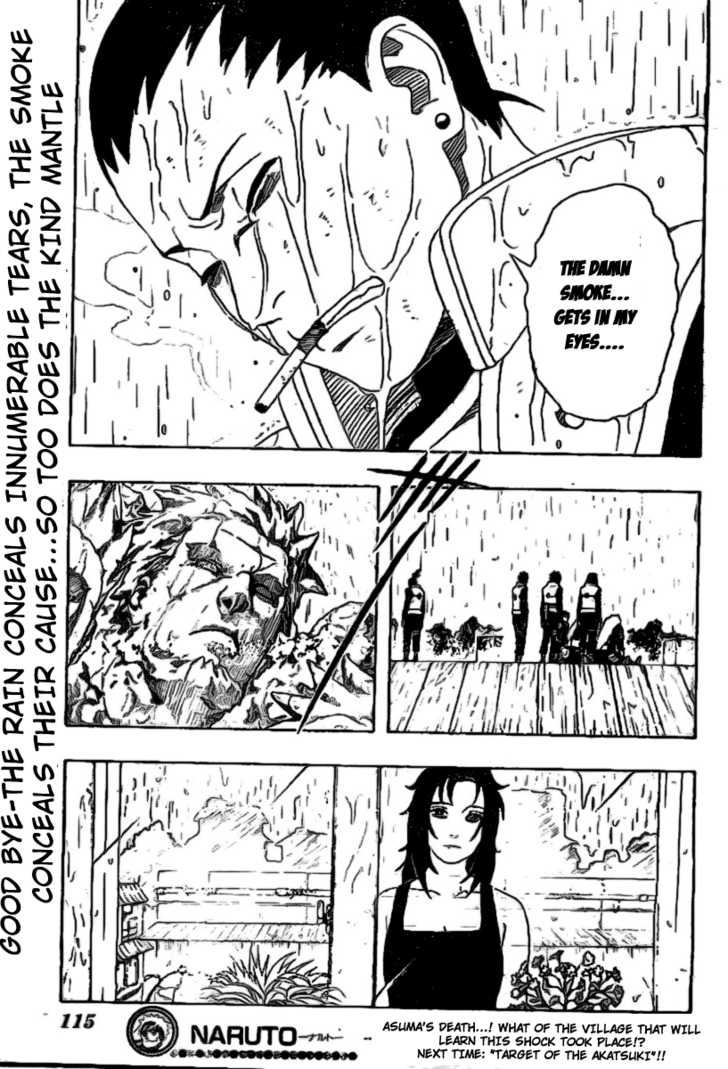 GOOD BYE-THE RAIN CONCEALS INNUMERABLE TEARS, THE SMOKE
CONCEALS THEIR CAUSE...SO TOO DOES THE KIND MANTLE
THE DAMN
SMOKE...
GETS IN MY
EYES....
115
NARUTO ―ナルト―
--
ASUMA'S DEATH...! WHAT OF THE VILLAGE THAT WILL
LEARN THIS SHOCK TOOK PLACE!?
NEXT TIME: "TARGET OF THE AKATSUKI"!!